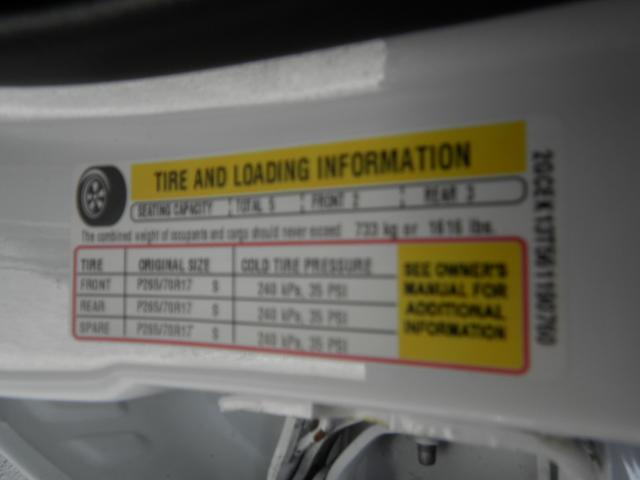 TIRE AND LOADING INFORMATION
SEATING CAPACITY TOTAL 5 FRONT 2 REAR 3
The combined weight of occupants and cargo should never exceed 733 kg or 1616 lbs.
TIRE ORIGINAL SIZE COLD TIRE PRESSURE
FRONT P265/70R17 S 240 kPa, 35 PSI
REAR P265/70R17 S 240 kPa, 35 PSI
SPARE P265/70R17 S 240 kPa, 35 PSI
SEE OWNER'S
MANUAL FOR
ADDITIONAL
INFORMATION